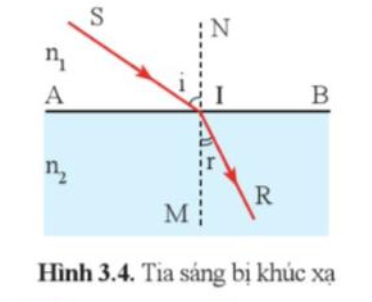 S
N
n₁
i
A
I
B
n₂
r
R
M
Hình 3.4. Tia sáng bị khúc xạ